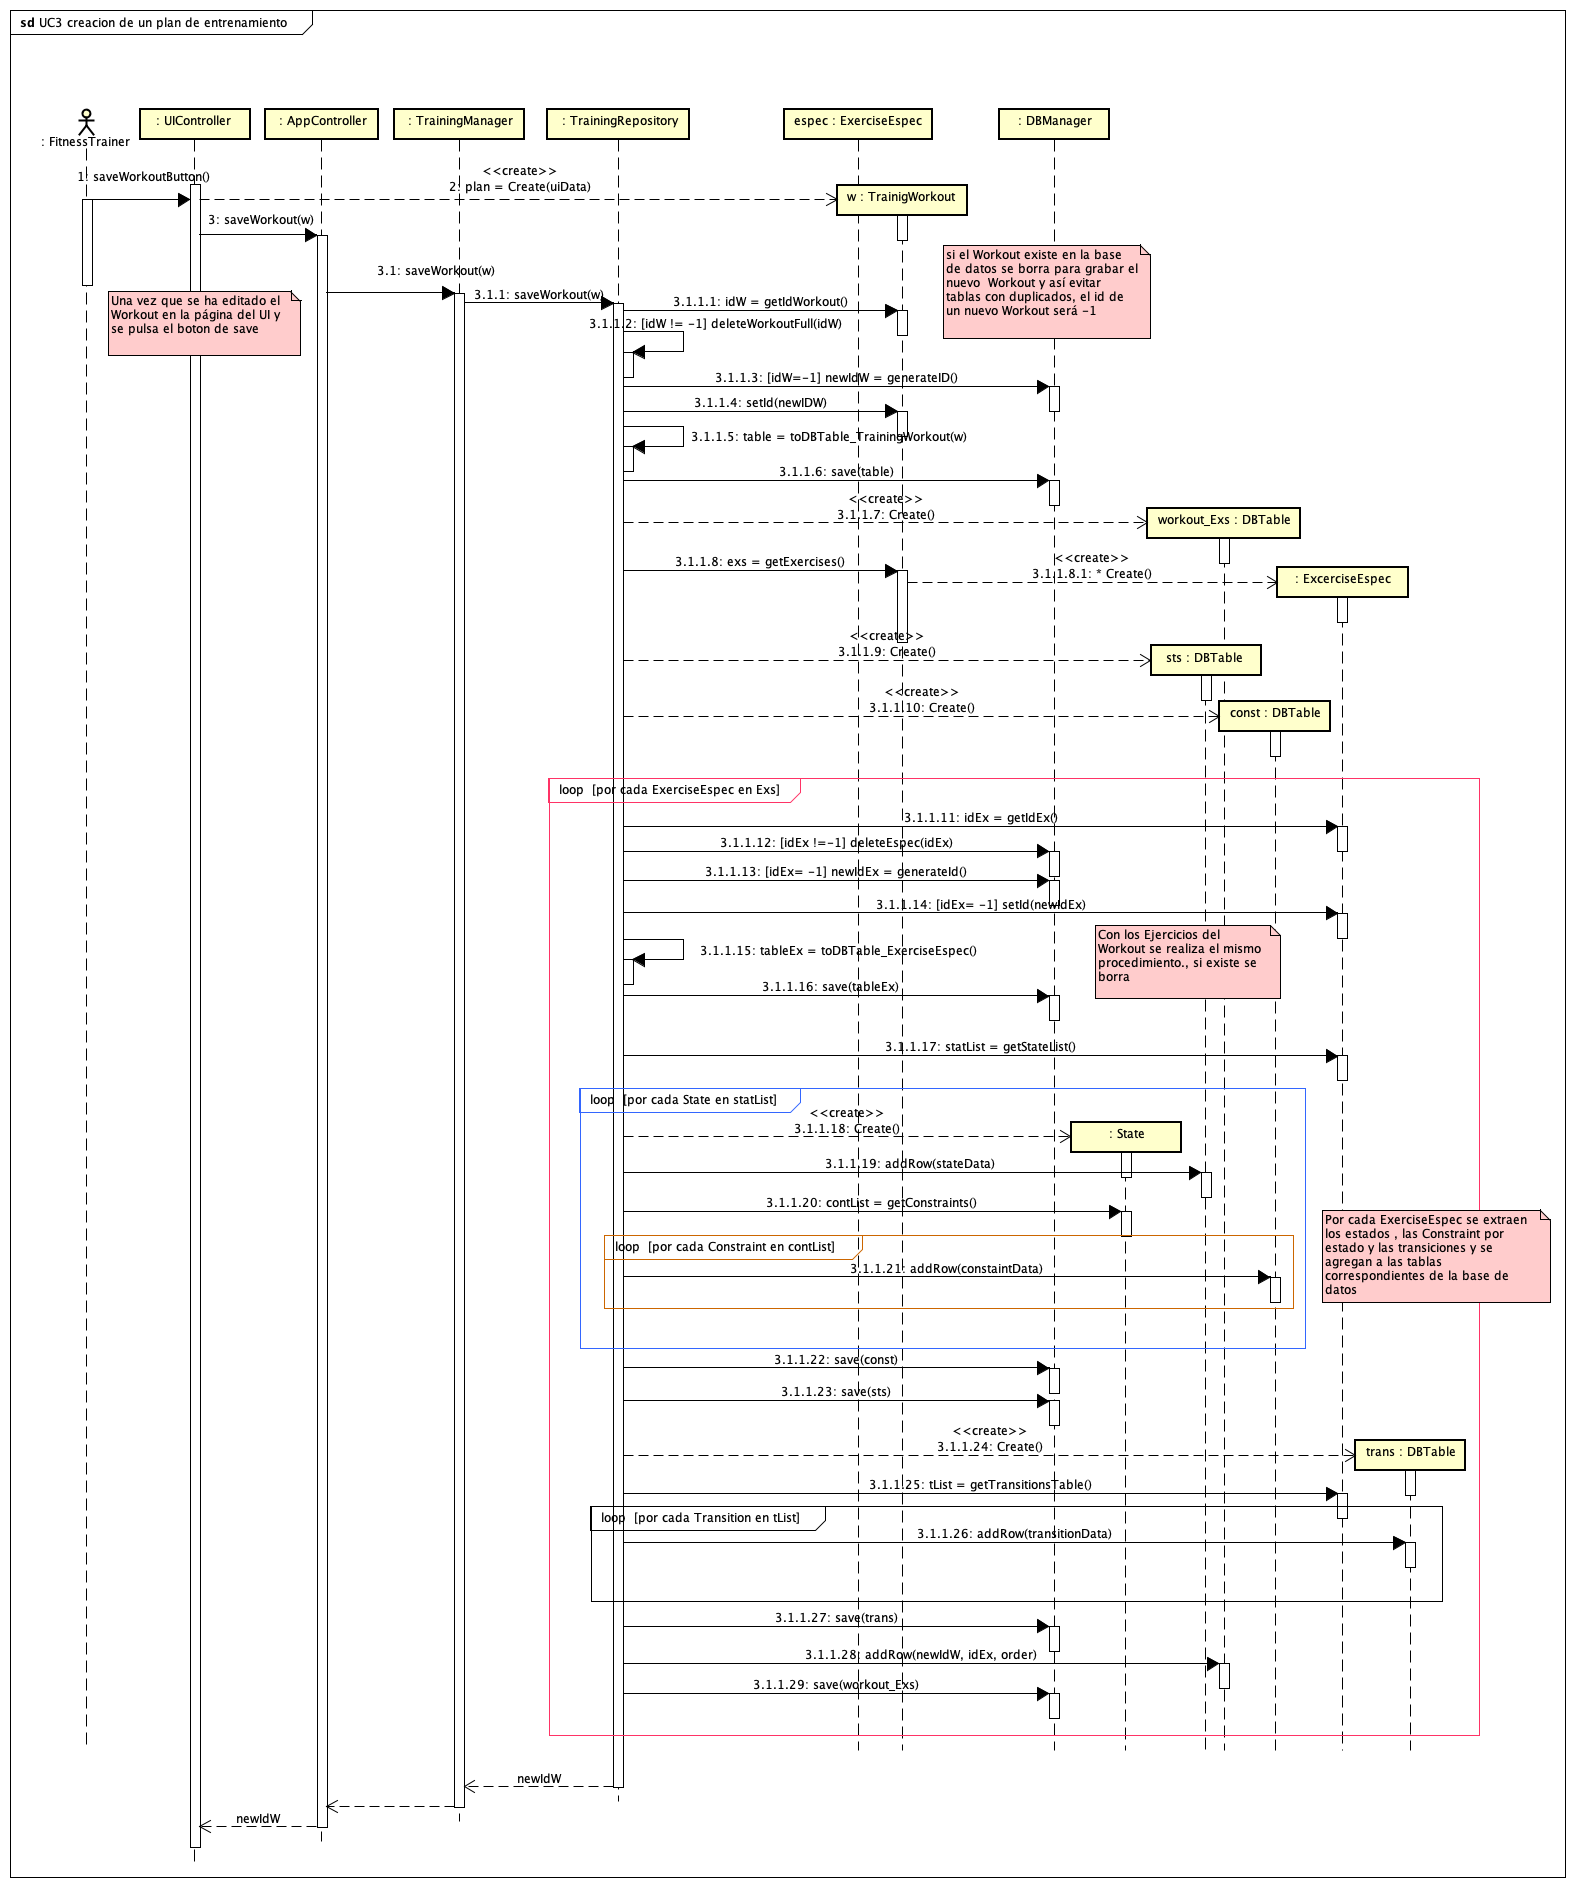 sd UC3 creacion de un plan de entrenamiento
: FitnessTrainer
: UIController
: AppController
: TrainingManager
: TrainingRepository
espec : ExerciseEspec
: DBManager
1: saveWorkoutButton()
<<create>>
2: plan = Create(uiData)
w : TrainigWorkout
3: saveWorkout(w)
si el Workout existe en la base
de datos se borra para grabar el
nuevo Workout y así evitar
tablas con duplicados, el id de
un nuevo Workout será -1
3.1: saveWorkout(w)
Una vez que se ha editado el
Workout en la página del UI y
se pulsa el boton de save
3.1.1: saveWorkout(w)
3.1.1.1: idW = getIdWorkout()
3.1.1.2: [idW != -1] deleteWorkoutFull(idW)
3.1.1.3: [idW=-1] newIdW = generateID()
3.1.1.4: setId(newIDW)
3.1.1.5: table = toDBTable_TrainingWorkout(w)
3.1.1.6: save(table)
<<create>>
3.1.1.7: Create()
workout_Exs : DBTable
3.1.1.8: exs = getExercises()
<<create>>
3.1.1.8.1: * Create()
: ExcerciseEspec
<<create>>
3.1.1.9: Create()
sts : DBTable
<<create>>
3.1.1.10: Create()
const : DBTable
loop [por cada ExerciseEspec en Exs]
3.1.1.11: idEx = getIdEx()
3.1.1.12: [idEx !=-1] deleteEspec(idEx)
3.1.1.13: [idEx= -1] newIdEx = generateId()
3.1.1.14: [idEx= -1] setId(newIdEx)
Con los Ejercicios del
Workout se realiza el mismo
procedimiento., si existe se
borra
3.1.1.15: tableEx = toDBTable_ExerciseEspec()
3.1.1.16: save(tableEx)
3.1.1.17: statList = getStateList()
loop [por cada State en statList]
<<create>>
3.1.1.18: Create()
: State
3.1.1.19: addRow(stateData)
3.1.1.20: contList = getConstraints()
loop [por cada Constraint en contList]
3.1.1.21: addRow(constaintData)
Por cada ExerciseEspec se extraen
los estados , las Constraint por
estado y las transiciones y se
agregan a las tablas
correspondientes de la base de
datos
3.1.1.22: save(const)
3.1.1.23: save(sts)
<<create>>
3.1.1.24: Create()
trans : DBTable
3.1.1.25: tList = getTransitionsTable()
loop [por cada Transition en tList]
3.1.1.26: addRow(transitionData)
3.1.1.27: save(trans)
3.1.1.28: addRow(newIdW, idEx, order)
3.1.1.29: save(workout_Exs)
newIdW
newIdW